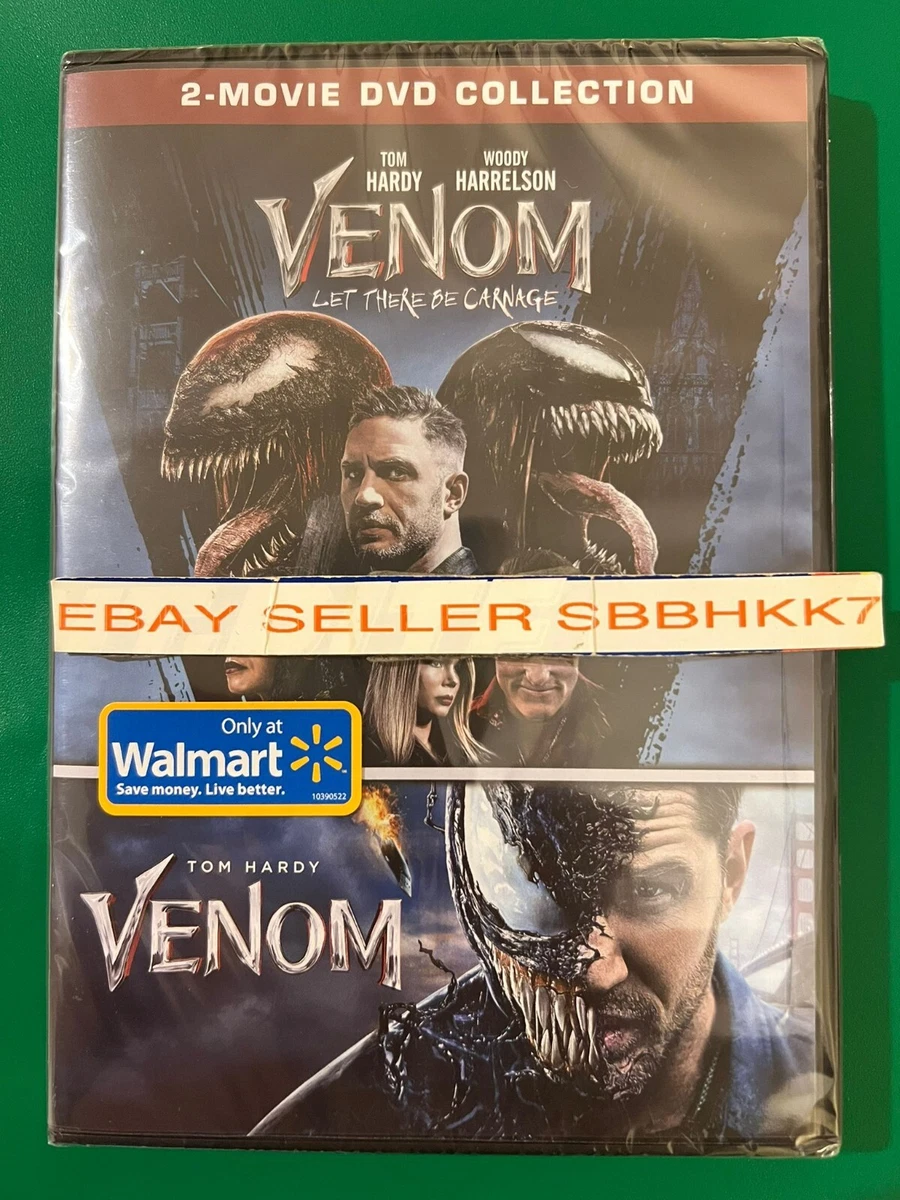 2-MOVIE DVD COLLECTION
TOM HARDY
WOODY HARRELSON
VENOM
LET THERE BE CARNAGE
EBAY SELLER SBBHKK7
Only at
Walmart
Save money. Live better.
10390522
TOM HARDY
VENOM